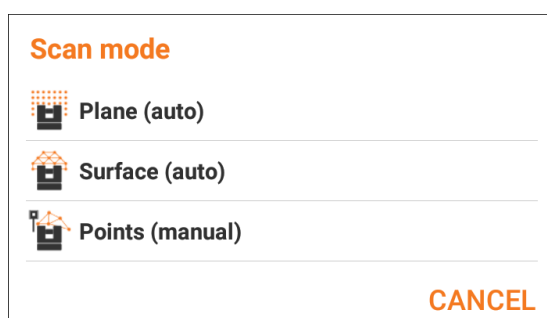 Scan mode
Plane (auto)
Surface (auto)
Points (manual)
CANCEL